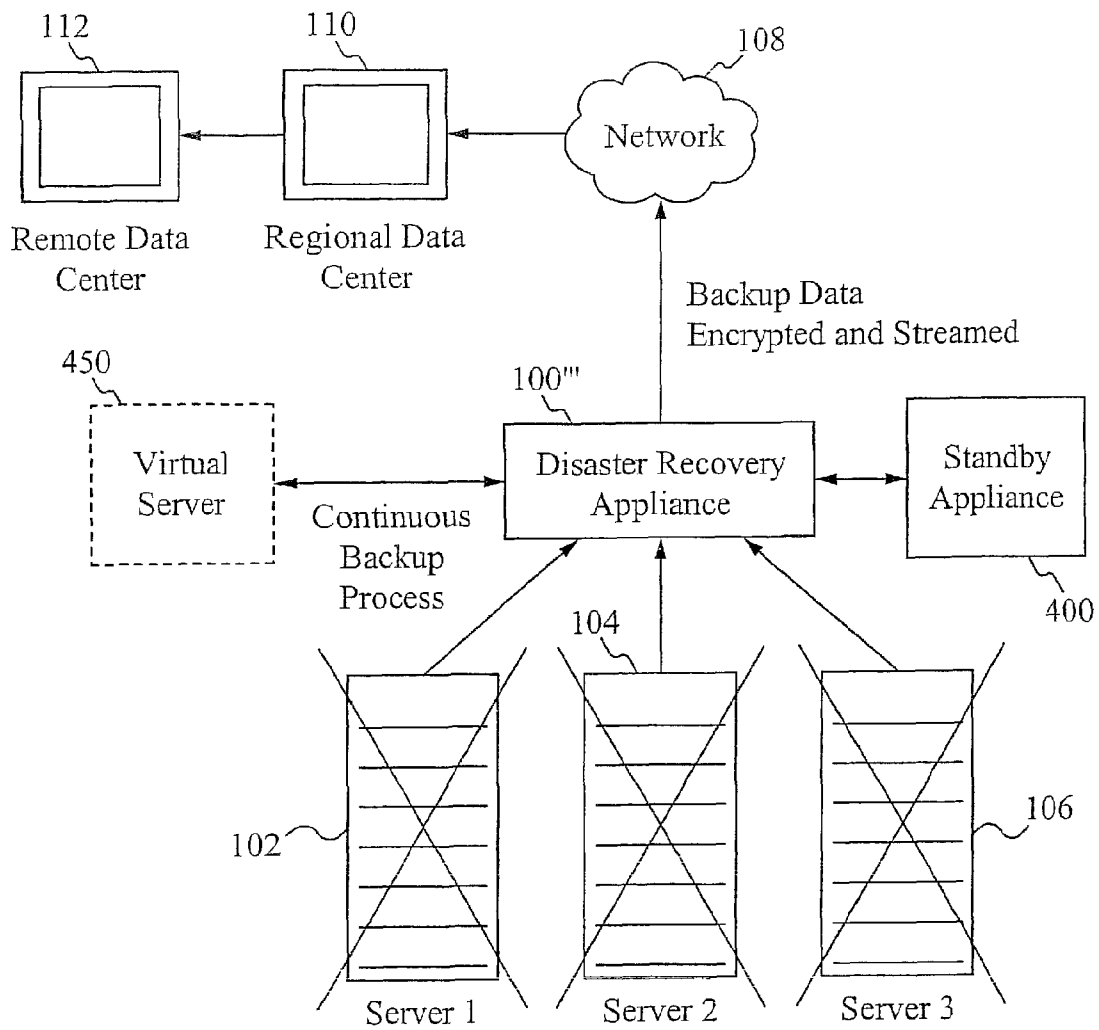 112
110
108
Network
Remote Data
Center
Regional Data
Center
Backup Data
Encrypted and Streamed
450
100'''
Virtual
Server
Disaster Recovery
Appliance
Standby
Appliance
Continuous
Backup
Process
400
104
102
106
Server 1
Server 2
Server 3